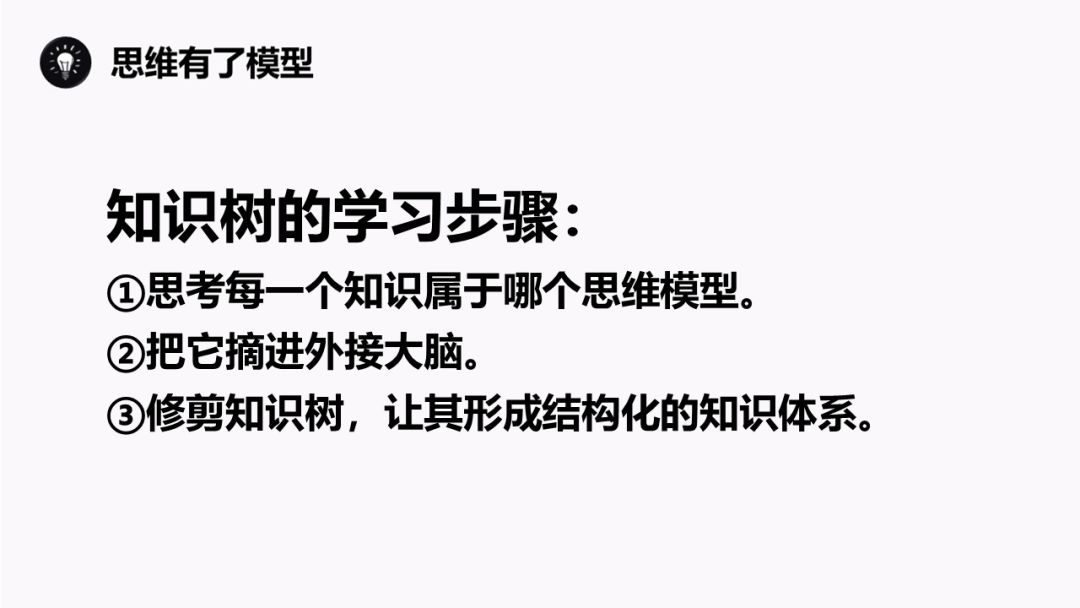 思维有了模型
知识树的学习步骤：
①思考每一个知识属于哪个思维模型。
②把它摘进外接大脑。
③修剪知识树，让其形成结构化的知识体系。